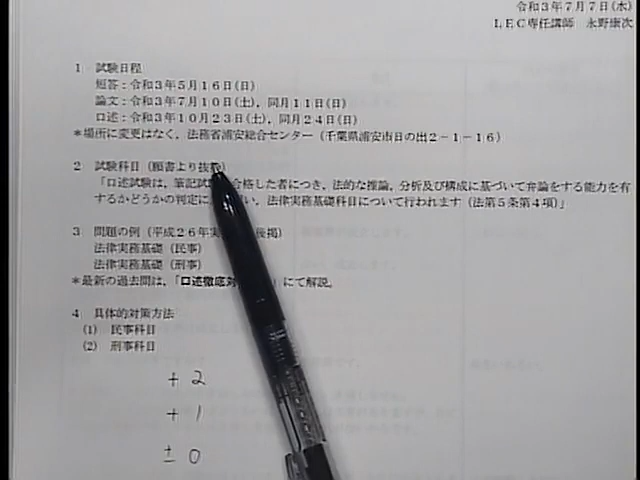 令和3年7月7日(水)
LEC専任講師 永野康次
1 試験日程
短答：令和3年5月16日(日)
論文：令和3年7月10日(土)，同月11日(日)
口述：令和3年10月23日(土)，同月24日(日)
＊場所に変更はなく，法務省浦安総合センター（千葉県浦安市日の出2－1－16）
2 試験科目（願書より抜粋）
「口述試験は，筆記試 合格した者につき，法的な推論，分析及び構成に基づいて弁論をする能力を有
するかどうかの判定に い，法律実務基礎科目について行われます（法第5条第4項）」
3 問題の例（平成26年 後掲）
法律実務基礎（民事）
法律実務基礎（刑事）
＊最新の過去問は，「口述徹底対 」にて解説。
4 具体的対策方法
(1) 民事科目
(2) 刑事科目
+2
+1
±0